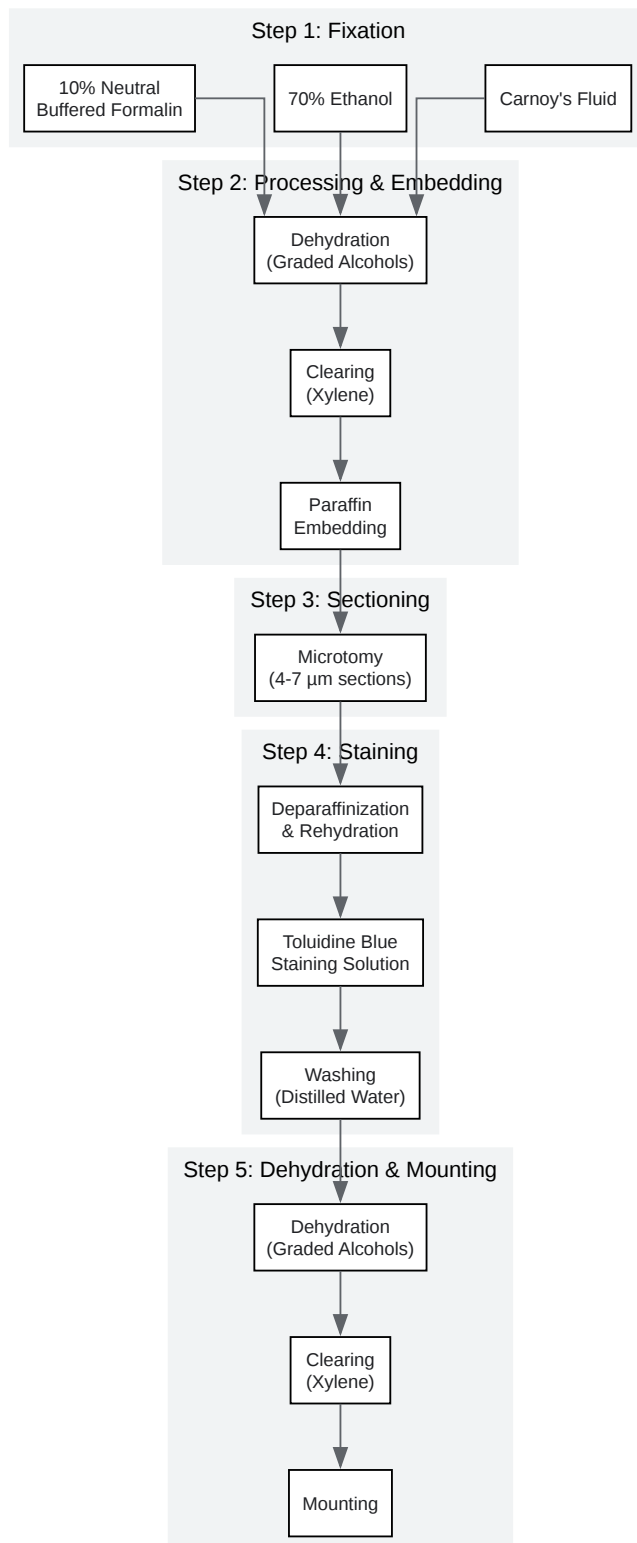 Step 1: Fixation
10% Neutral
Buffered Formalin
70% Ethanol
Carnoy's Fluid
Step 2: Processing & Embedding
Dehydration
(Graded Alcohols)
Clearing
(Xylene)
Paraffin
Embedding
Step 3: Sectioning
Microtomy
(4-7 µm sections)
Step 4: Staining
Deparaffinization
& Rehydration
Toluidine Blue
Staining Solution
Washing
(Distilled Water)
Step 5: Dehydration & Mounting
Dehydration
(Graded Alcohols)
Clearing
(Xylene)
Mounting